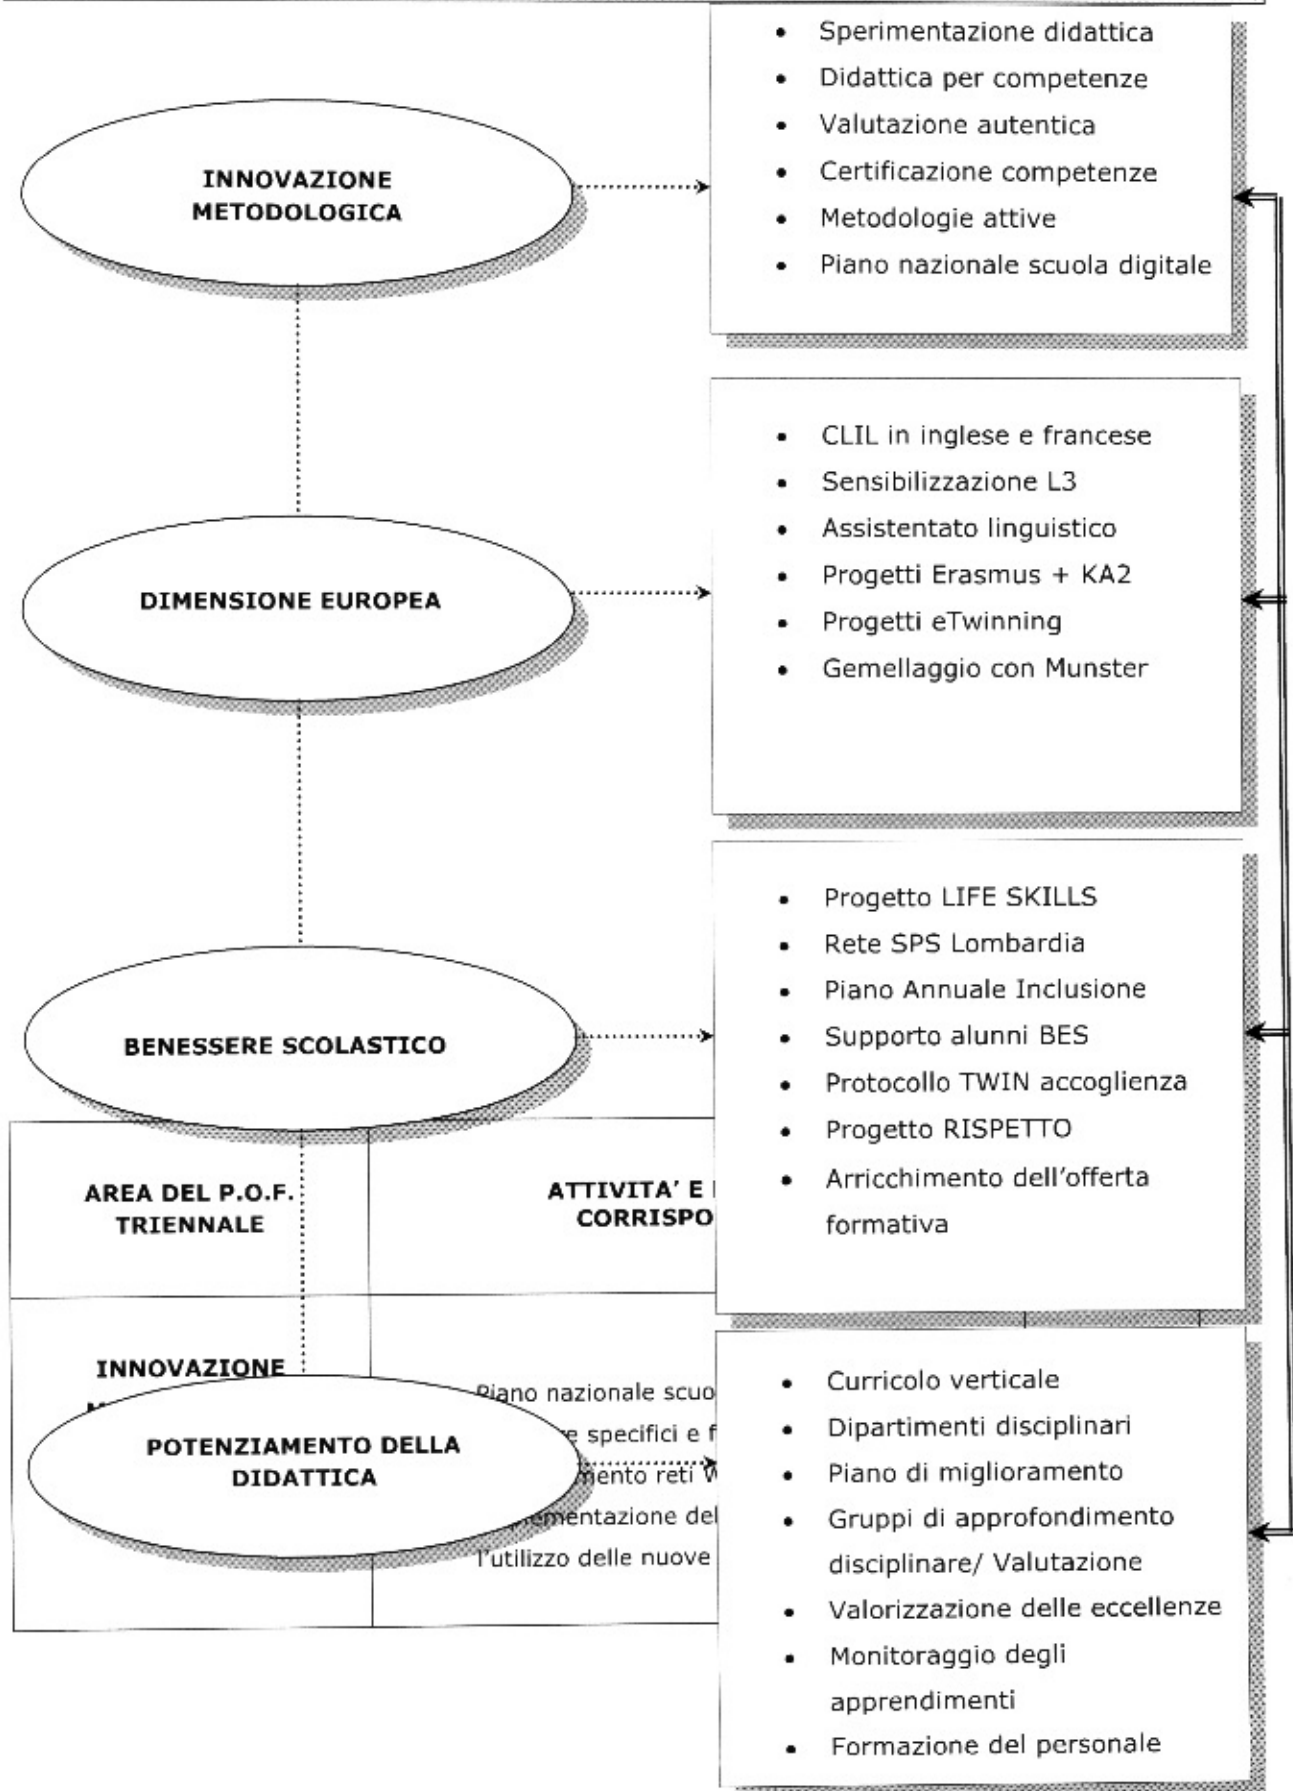 • Sperimentazione didattica
• Didattica per competenze
• Valutazione autentica
• Certificazione competenze
• Metodologie attive
• Piano nazionale scuola digitale
INNOVAZIONE
METODOLOGICA
• CLIL in inglese e francese
• Sensibilizzazione L3
• Assistentato linguistico
• Progetti Erasmus + KA2
• Progetti eTwinning
• Gemellaggio con Munster
DIMENSIONE EUROPEA
• Progetto LIFE SKILLS
• Rete SPS Lombardia
• Piano Annuale Inclusione
• Supporto alunni BES
• Protocollo TWIN accoglienza
• Progetto RISPETTO
• Arricchimento dell'offerta
formativa
BENESSERE SCOLASTICO
AREA DEL P.O.F.
TRIENNALE
ATTIVITA' E
CORRISPO
INNOVAZIONE
Piano nazionale scuo
specifici e f
mento reti
ementazione del
l'utilizzo delle nuove
POTENZIAMENTO DELLA
DIDATTICA
• Curricolo verticale
• Dipartimenti disciplinari
• Piano di miglioramento
• Gruppi di approfondimento
disciplinare/ Valutazione
• Valorizzazione delle eccellenze
• Monitoraggio degli
apprendimenti
• Formazione del personale